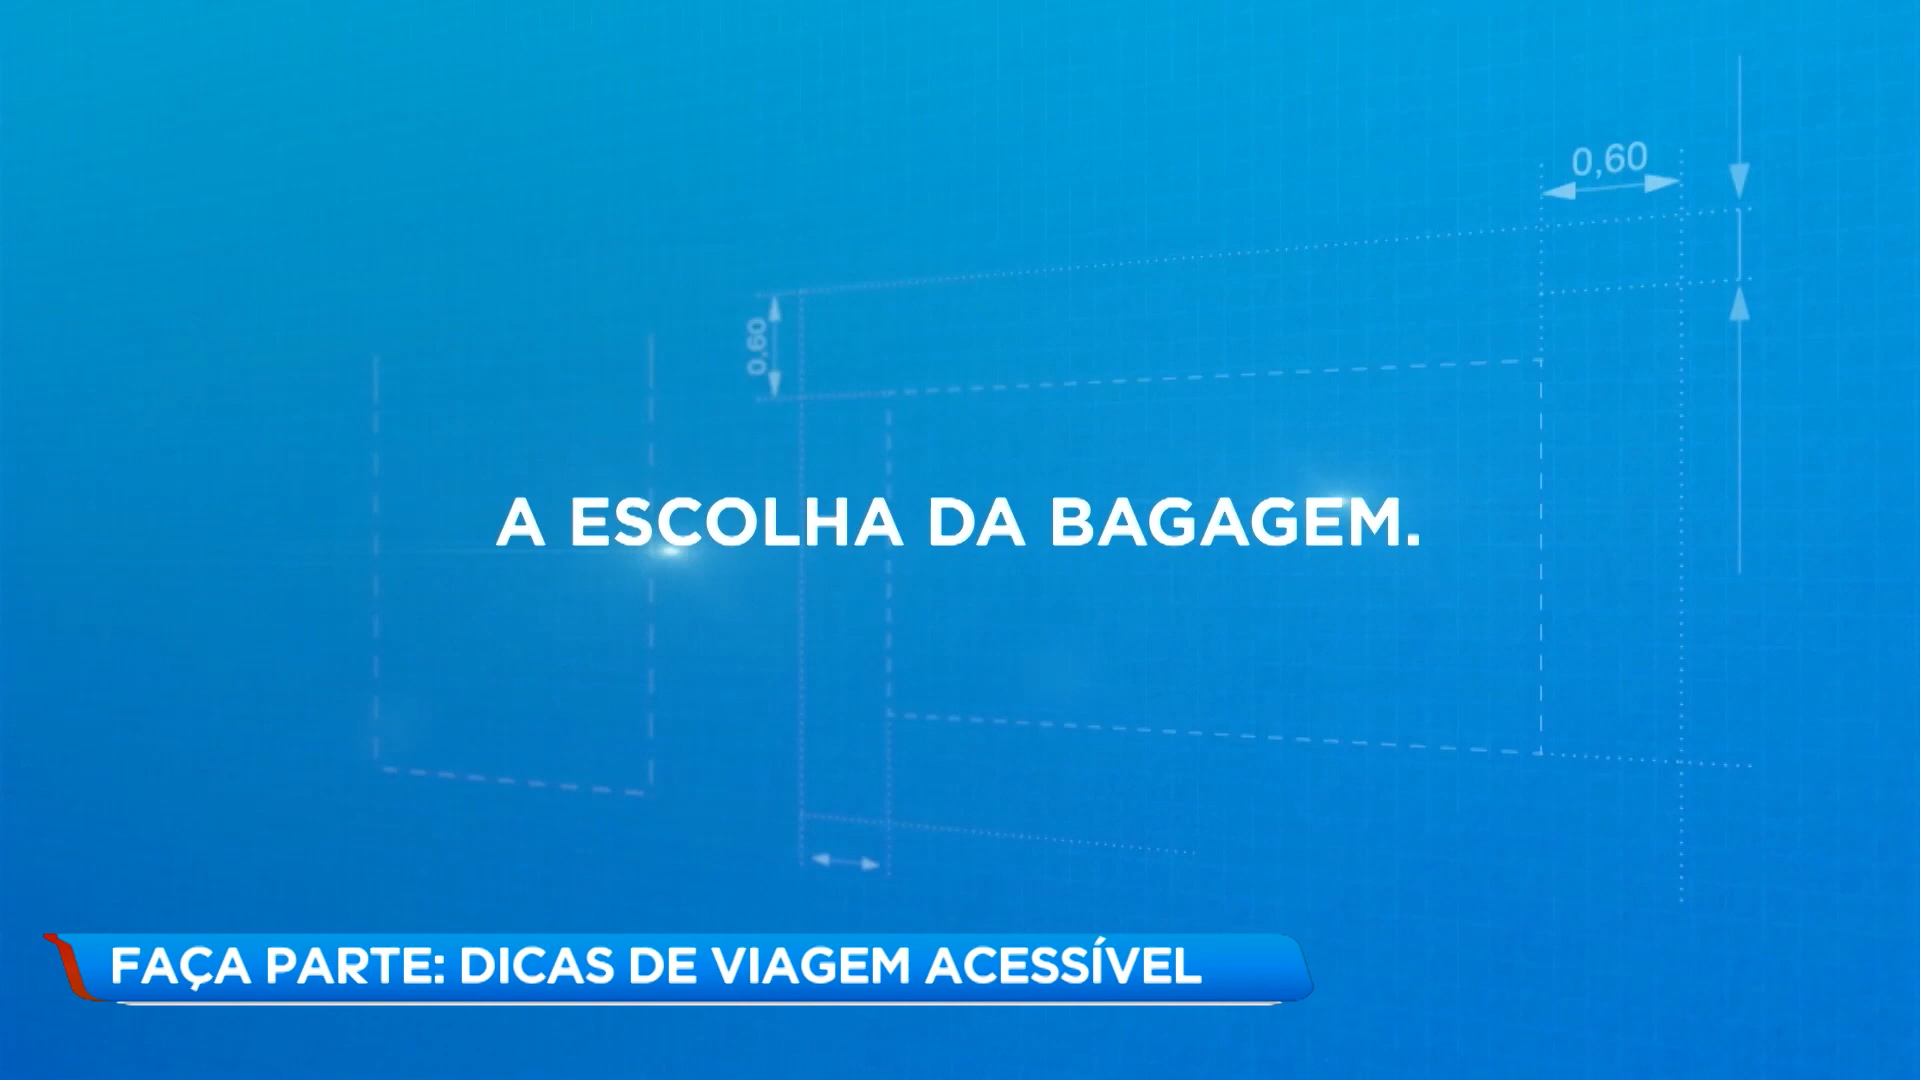 0,60
0,60
A ESCOLHA DA BAGAGEM.
FAÇA PARTE: DICAS DE VIAGEM ACESSÍVEL